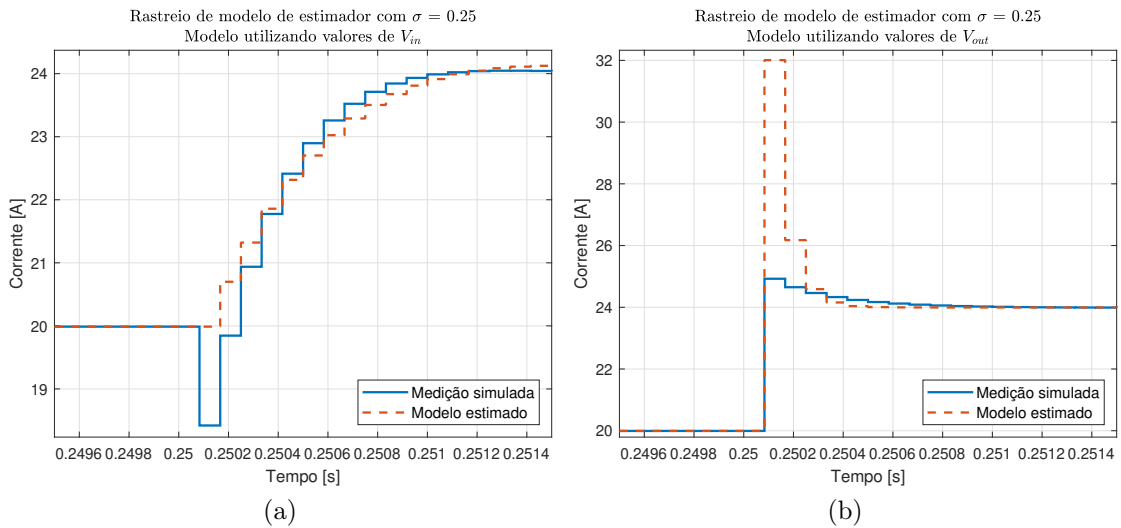 Rastreio de modelo de estimador com σ = 0.25
Modelo utilizando valores de V_in
24
23
22
21
20
19
Corrente [A]
Medição simulada
Modelo estimado
0.2496 0.2498 0.25 0.2502 0.2504 0.2506 0.2508 0.251 0.2512 0.2514
Tempo [s]
(a)
Rastreio de modelo de estimador com σ = 0.25
Modelo utilizando valores de V_out
32
30
28
26
24
22
20
Corrente [A]
Medição simulada
Modelo estimado
0.2496 0.2498 0.25 0.2502 0.2504 0.2506 0.2508 0.251 0.2512 0.2514
Tempo [s]
(b)